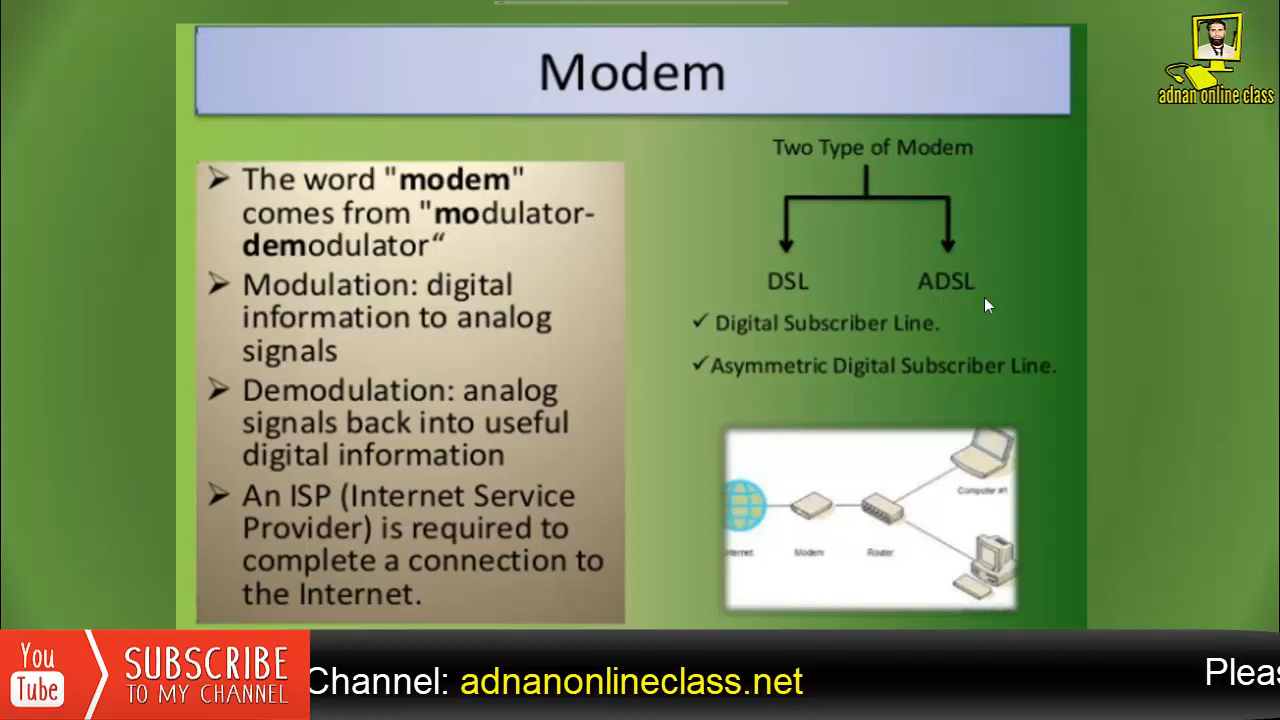 Modem
adnan online class
The word "modem"
comes from "modulator-
demodulator“
Modulation: digital
information to analog
signals
Demodulation: analog
signals back into useful
digital information
An ISP (Internet Service
Provider) is required to
complete a connection to
the Internet.
Two Type of Modem
DSL
ADSL
Digital Subscriber Line.
Asymmetric Digital Subscriber Line.
Computer #1
Modem
Router
You
Tube
SUBSCRIBE
TO MY CHANNEL
Channel: adnanonlineclass.net